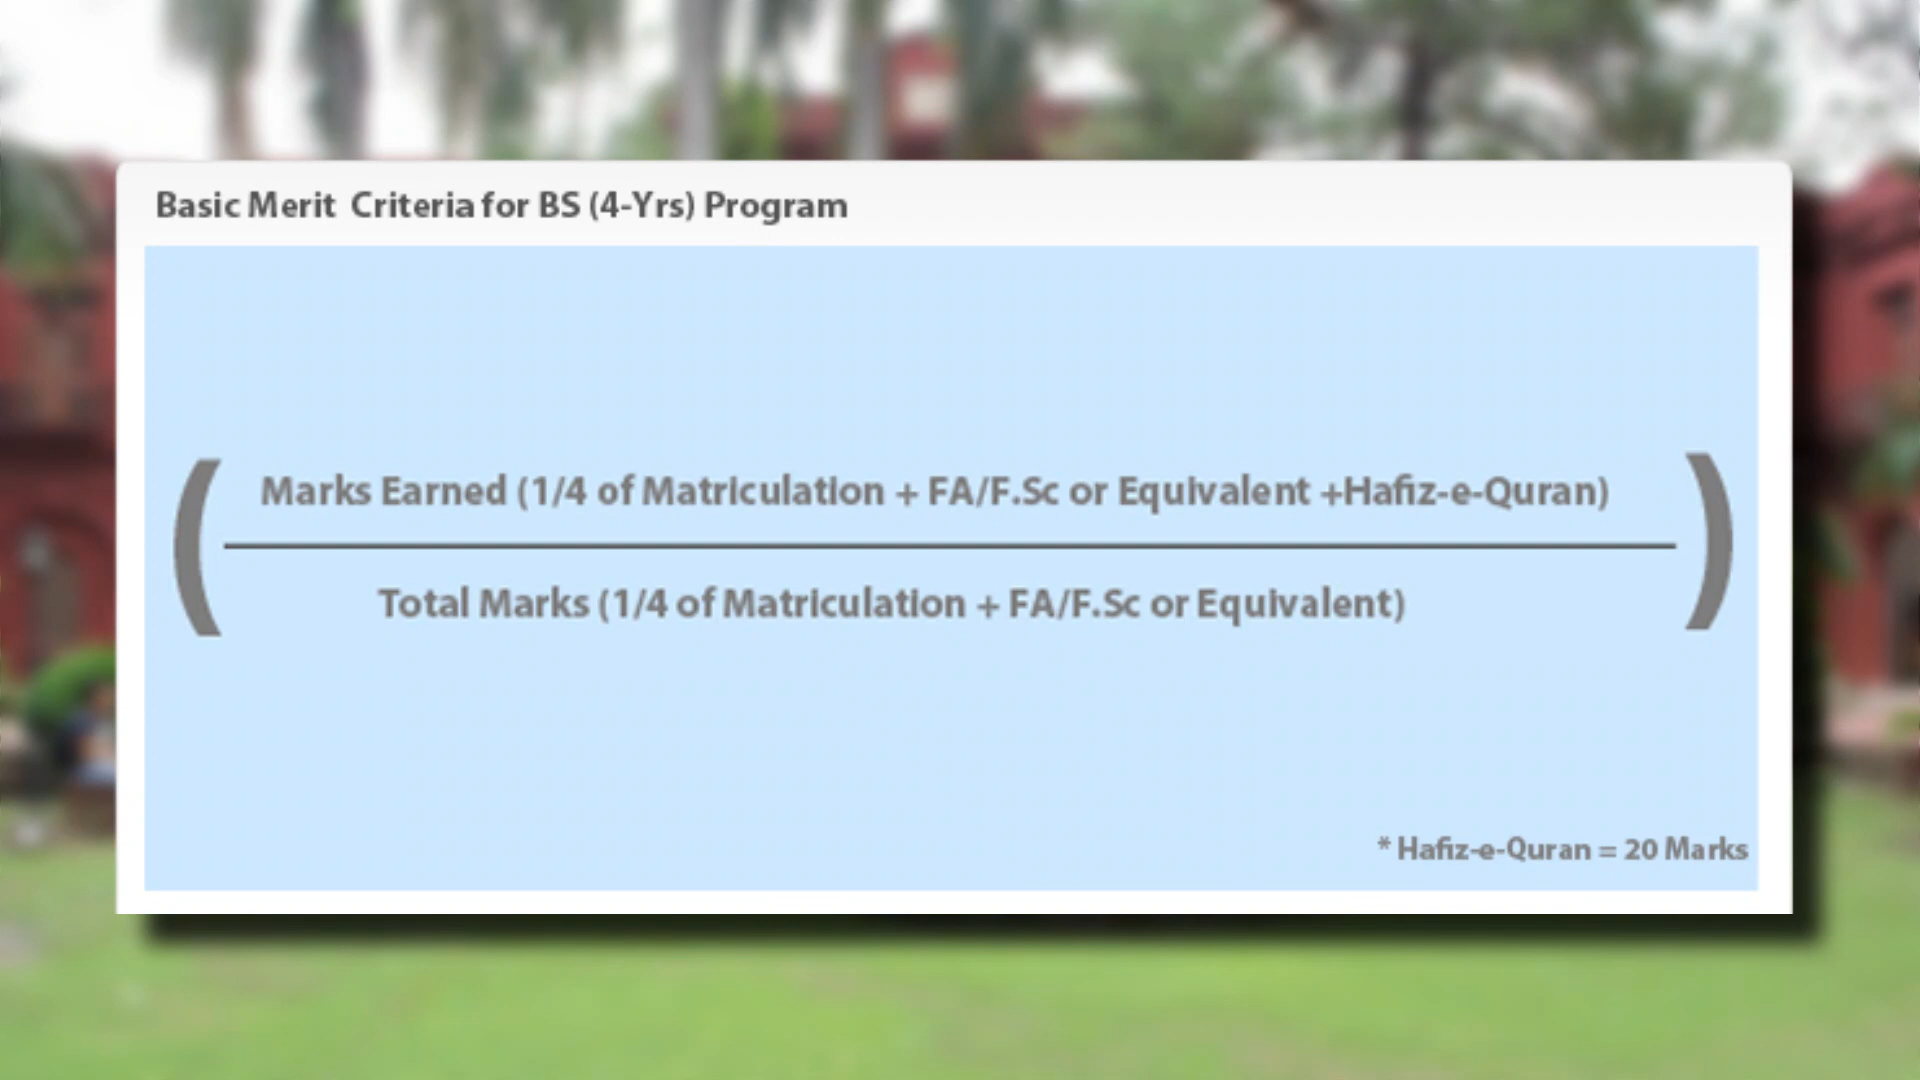 Basic Merit Criteria for BS (4-Yrs) Program
( Marks Earned (1/4 of Matriculation + FA/F.Sc or Equivalent +Hafiz-e-Quran) )
Total Marks (1/4 of Matriculation + FA/F.Sc or Equivalent)
* Hafiz-e-Quran = 20 Marks